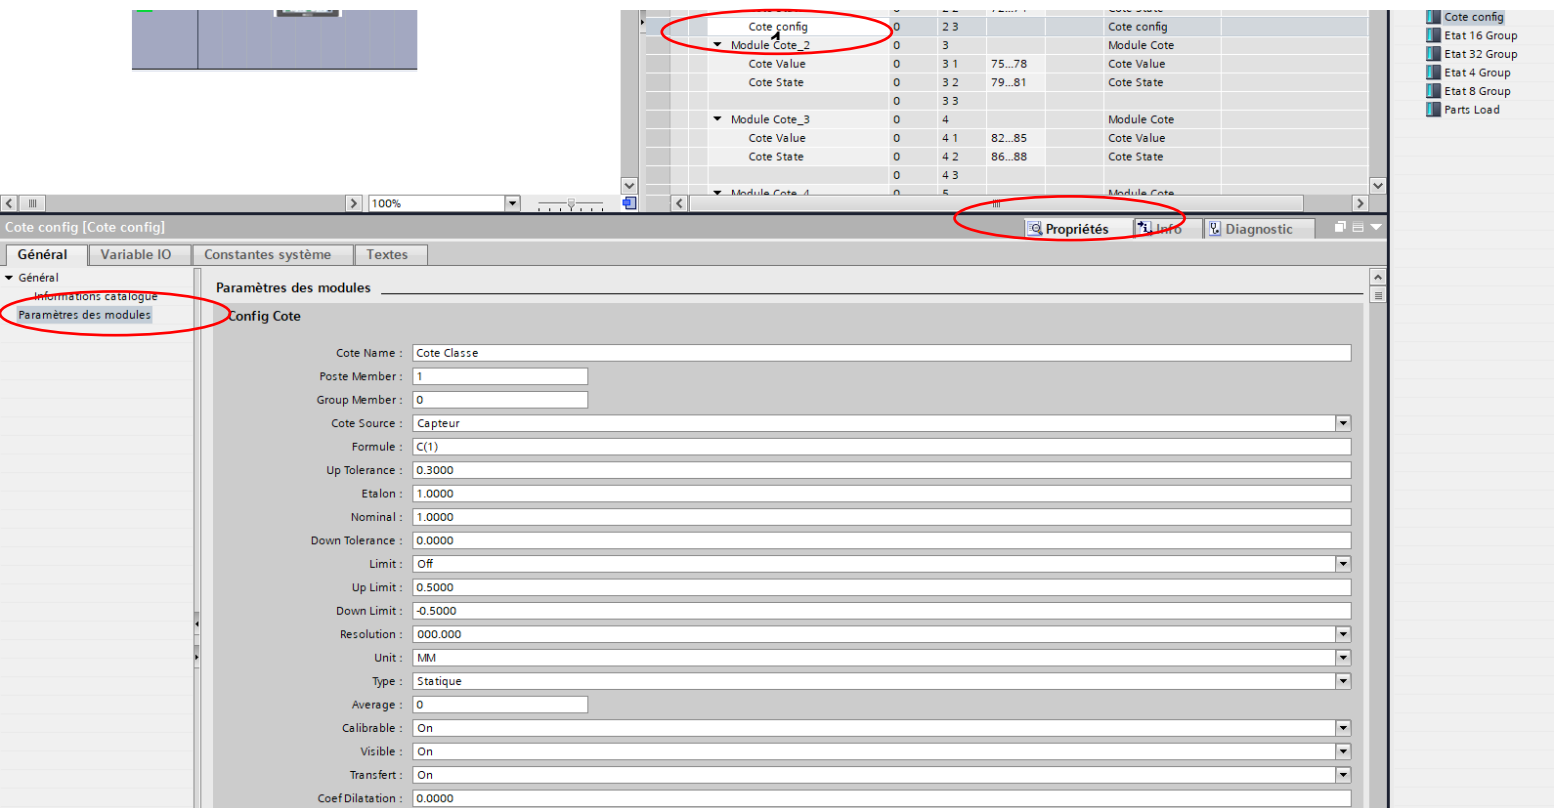 Cote config 0 2 3 Cote config
Module Cote_2 0 3 Module Cote
Cote Value 0 3 1 75...78 Cote Value
Cote State 0 3 2 79...81 Cote State
0 3 3
Module Cote_3 0 4 Module Cote
Cote Value 0 4 1 82...85 Cote Value
Cote State 0 4 2 86...88 Cote State
0 4 3
Module Cote_4 0 5 Module Cote
Cote config
Etat 16 Group
Etat 32 Group
Etat 4 Group
Etat 8 Group
Parts Load
100%
Cote config [Cote config]
Propriétés Info Diagnostic
Général Variable IO Constantes système Textes
Général
Informations catalogue
Paramètres des modules
Paramètres des modules
Config Cote
Cote Name : Cote Classe
Poste Member : 1
Group Member : 0
Cote Source : Capteur
Formule : C(1)
Up Tolerance : 0.3000
Etalon : 1.0000
Nominal : 1.0000
Down Tolerance : 0.0000
Limit : Off
Up Limit : 0.5000
Down Limit : -0.5000
Resolution : 000.000
Unit : MM
Type : Statique
Average : 0
Calibrable : On
Visible : On
Transfert : On
Coef Dilatation : 0.0000